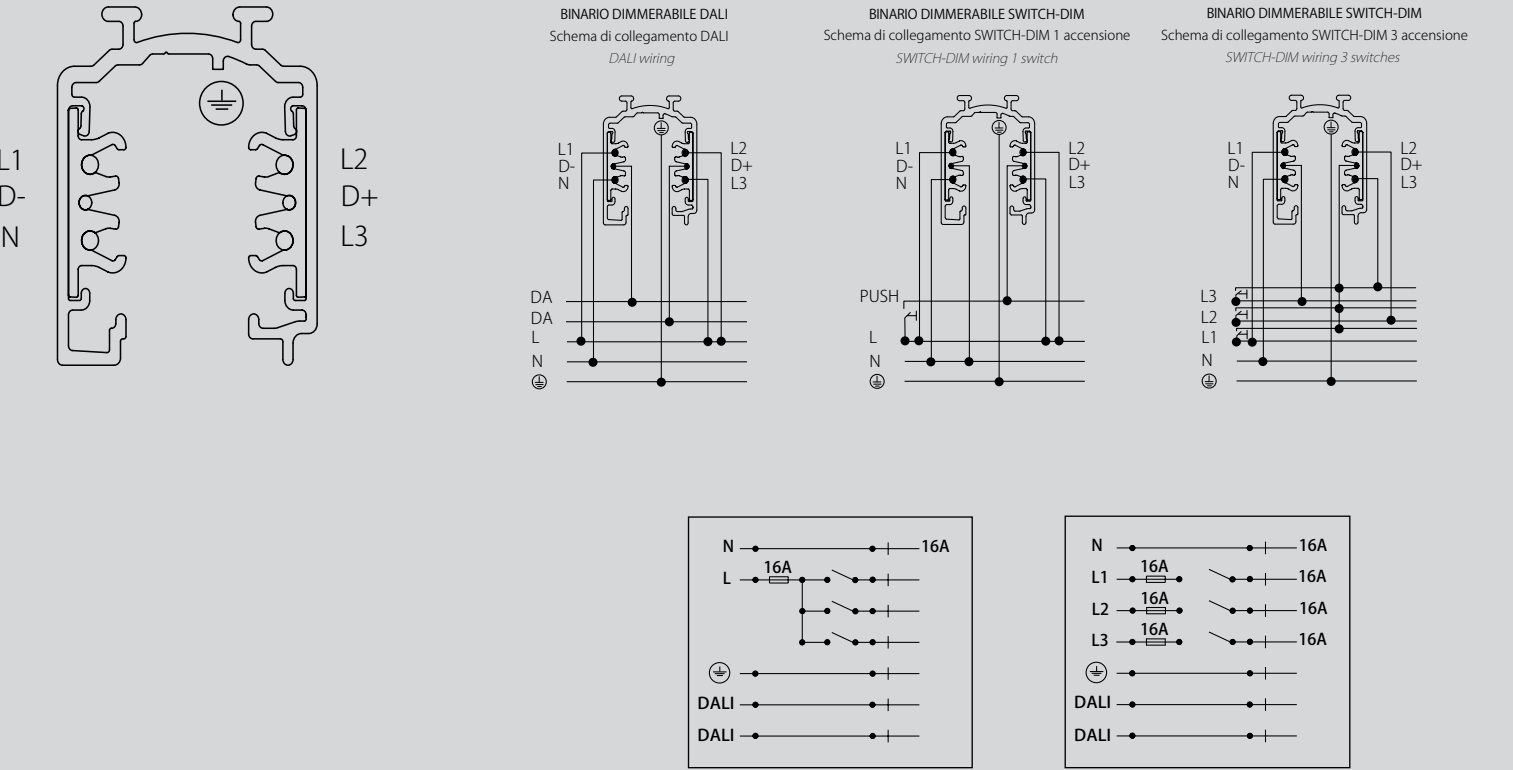 BINARIO DIMMERABILE DALI
Schema di collegamento DALI
DALI wiring
BINARIO DIMMERABILE SWITCH-DIM
Schema di collegamento SWITCH-DIM 1 accensione
SWITCH-DIM wiring 1 switch
BINARIO DIMMERABILE SWITCH-DIM
Schema di collegamento SWITCH-DIM 3 accensione
SWITCH-DIM wiring 3 switches
L1
D-
N
L2
D+
L3
L1
D-
N
L2
D+
L3
DA
DA
L
N
L1
D-
N
L2
D+
L3
PUSH
L
N
L1
D-
N
L2
D+
L3
L3
L2
L1
N
N 16A
L 16A
DALI
DALI
N 16A
L1 16A 16A
L2 16A 16A
L3 16A 16A
DALI
DALI